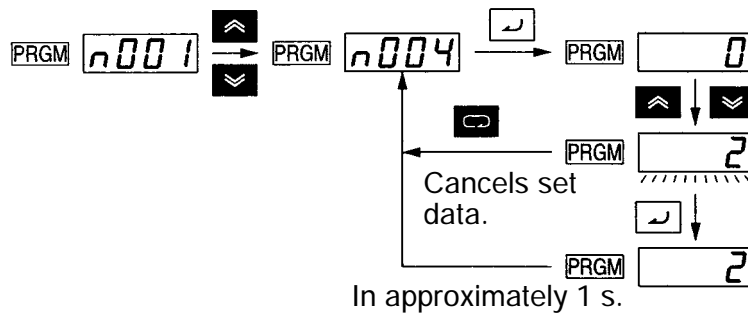 PRGM n001 PRGM n004 PRGM 0
PRGM 2
Cancels set
data.
PRGM 2
In approximately 1 s.